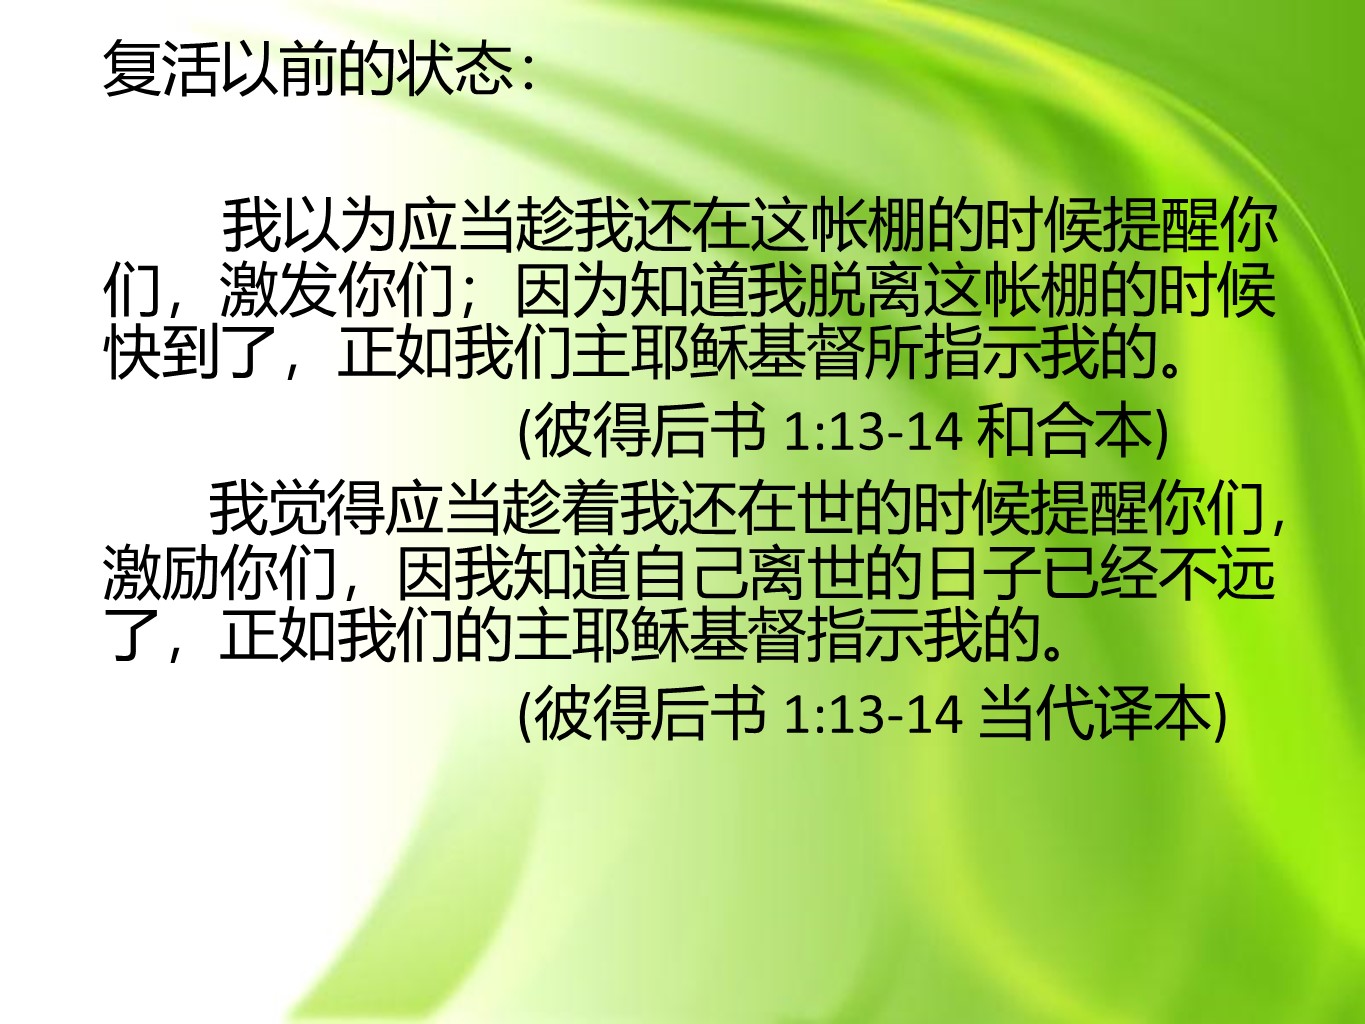 复活以前的状态：
我以为应当趁我还在这帐棚的时候提醒你
们，激发你们；因为知道我脱离这帐棚的时候
快到了，正如我们主耶稣基督所指示我的。
(彼得后书 1:13-14 和合本)
我觉得应当趁着我还在世的时候提醒你们，
激励你们，因我知道自己离世的日子已经不远
了，正如我们的主耶稣基督指示我的。
(彼得后书 1:13-14 当代译本)